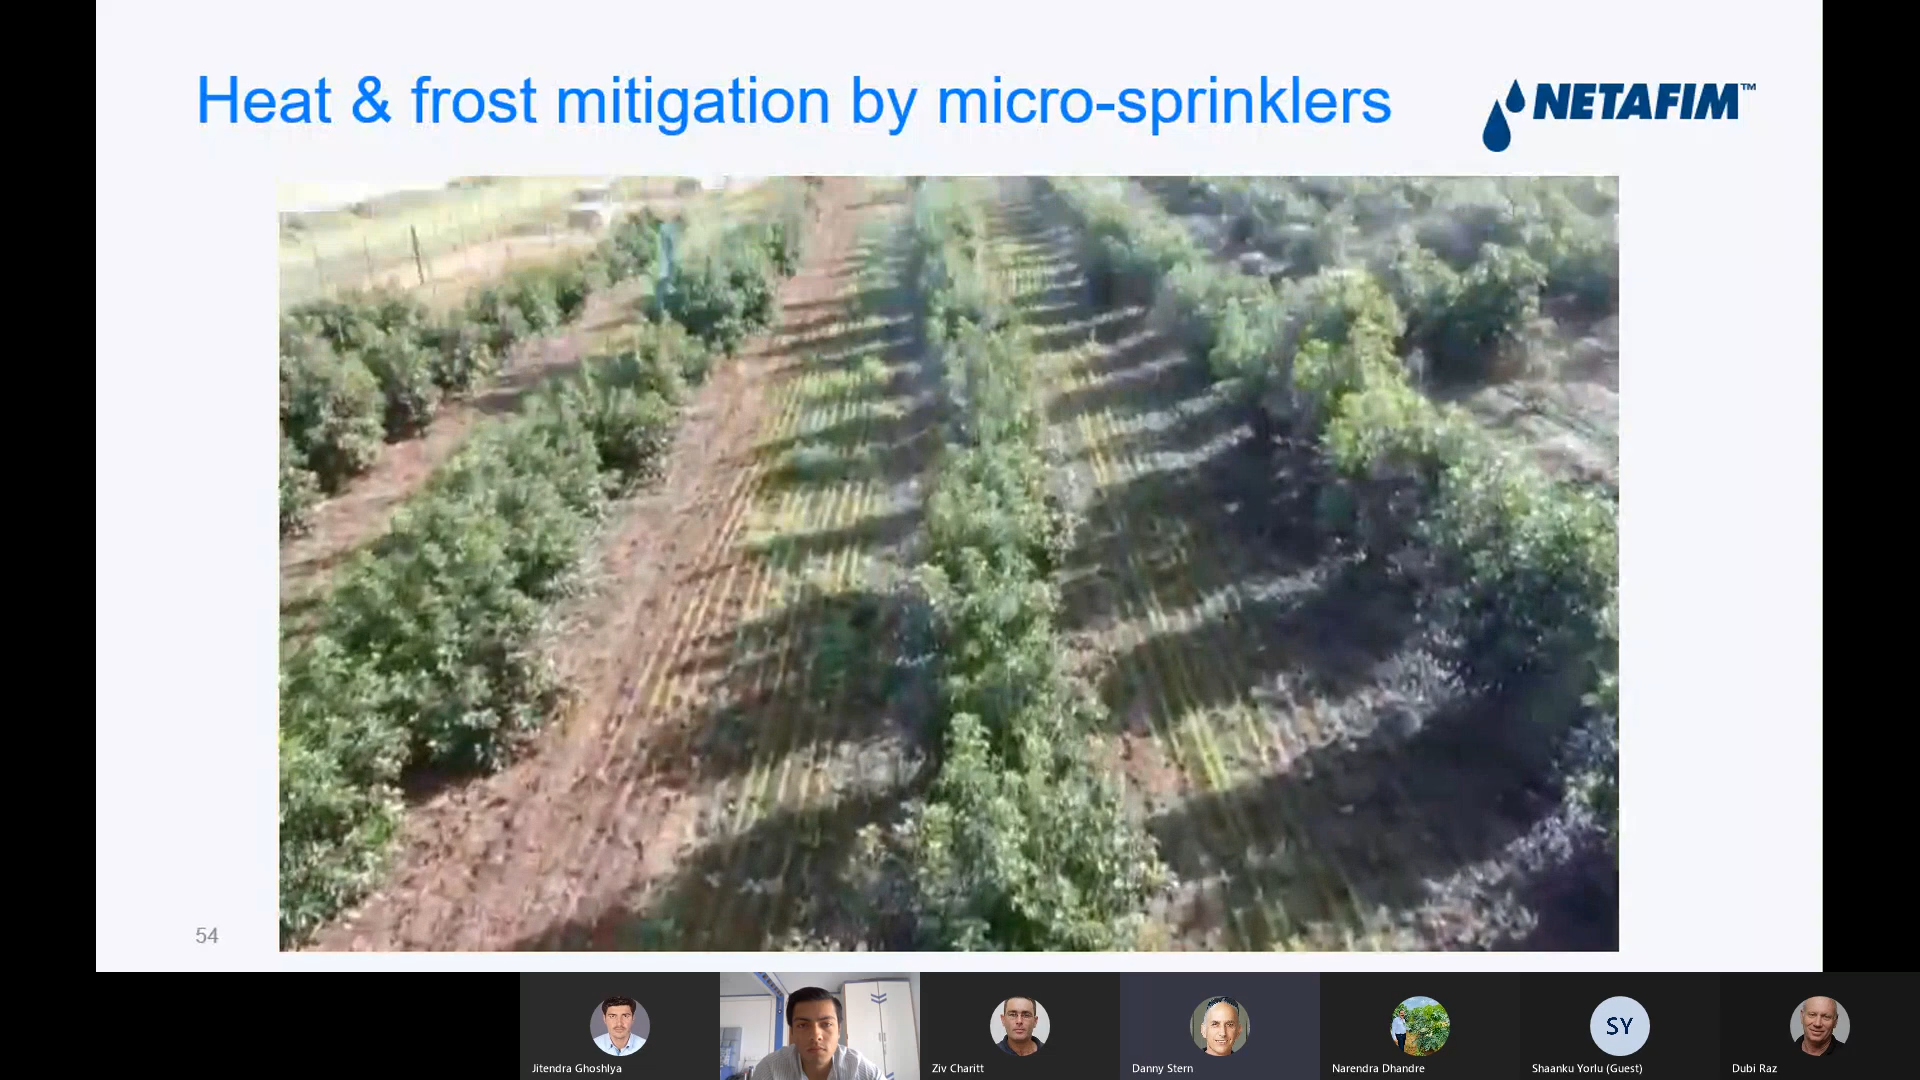 Heat & frost mitigation by micro-sprinklers
NETAFIM™
54
SY
Jitendra Ghoshlya
Ziv Charitt
Danny Stern
Narendra Dhandre
Shaanku Yorlu (Guest)
Dubi Raz